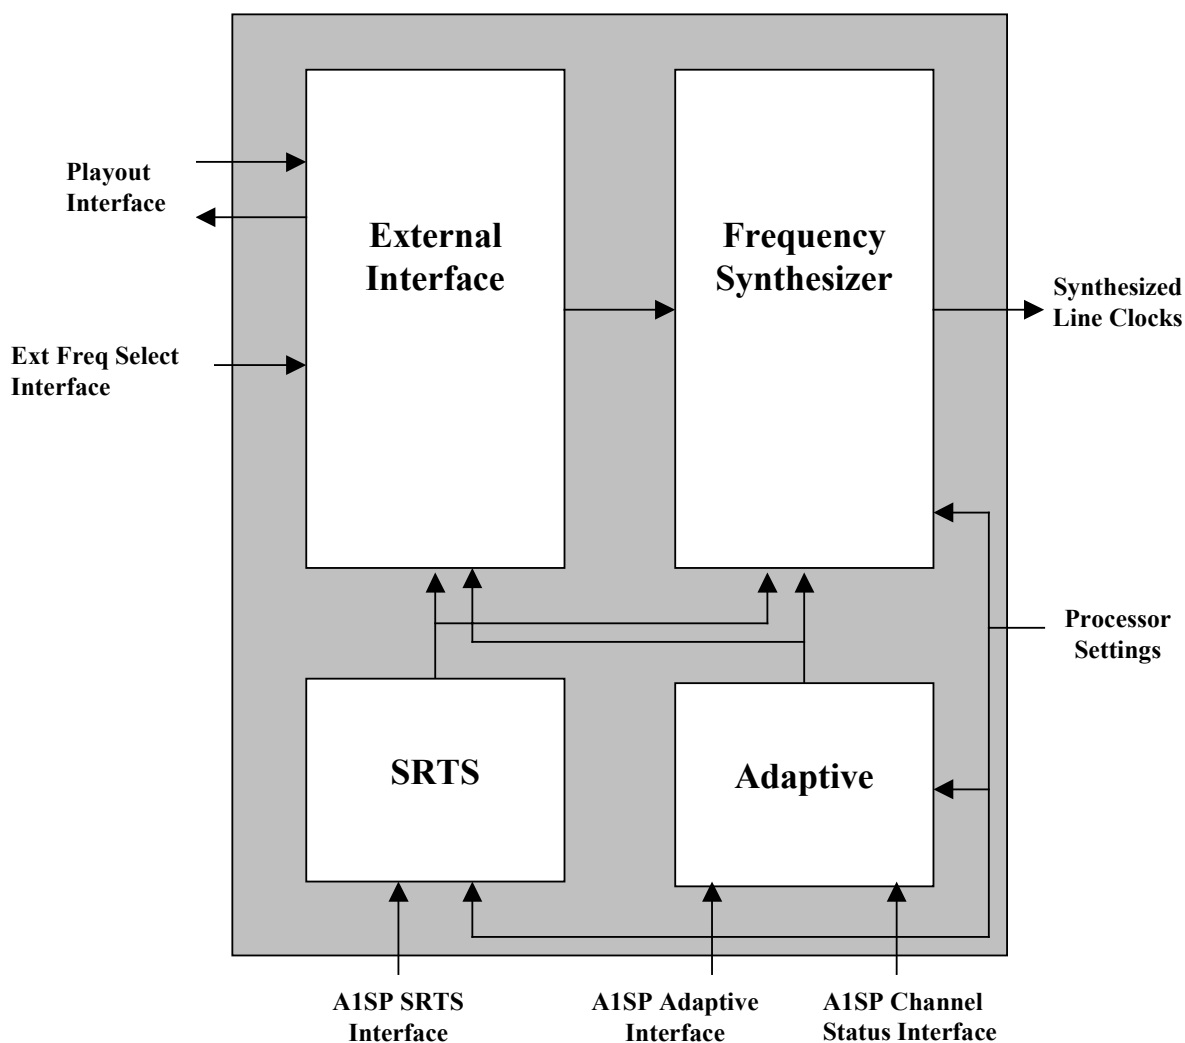 Playout
Interface
External
Interface
Frequency
Synthesizer
Synthesized
Line Clocks
Ext Freq Select
Interface
Processor
Settings
SRTS
Adaptive
A1SP SRTS
Interface
A1SP Adaptive
Interface
A1SP Channel
Status Interface